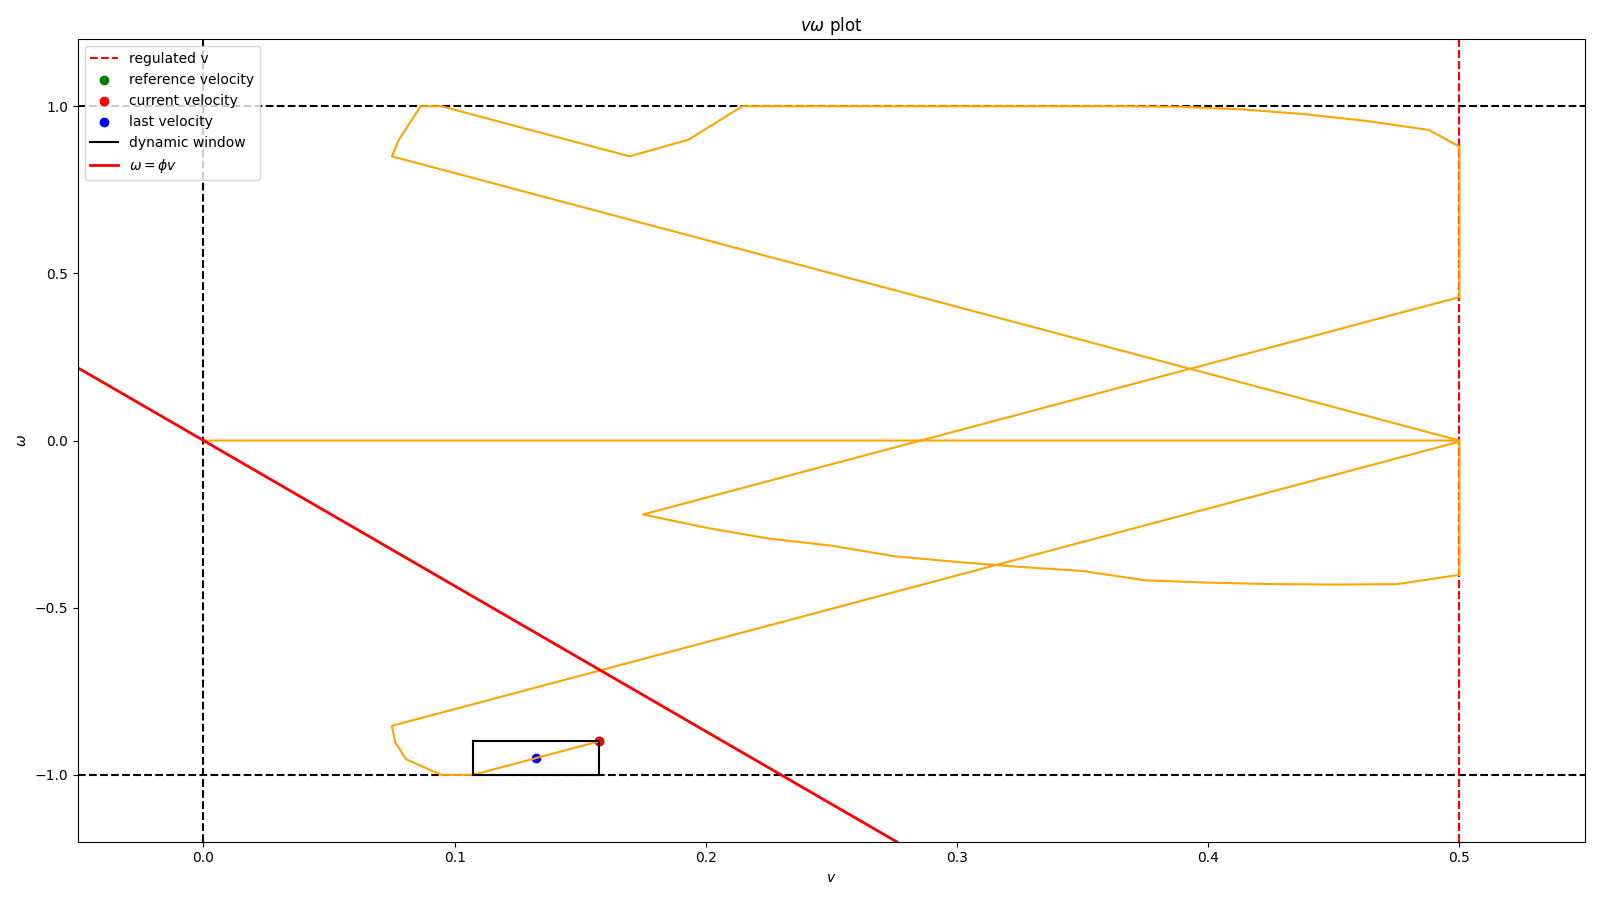 vω plot
regulated v
reference velocity
current velocity
last velocity
dynamic window
ω = ϕv
1.0
0.5
0.0
−0.5
−1.0
ω
0.0 0.1 0.2 0.3 0.4 0.5
v